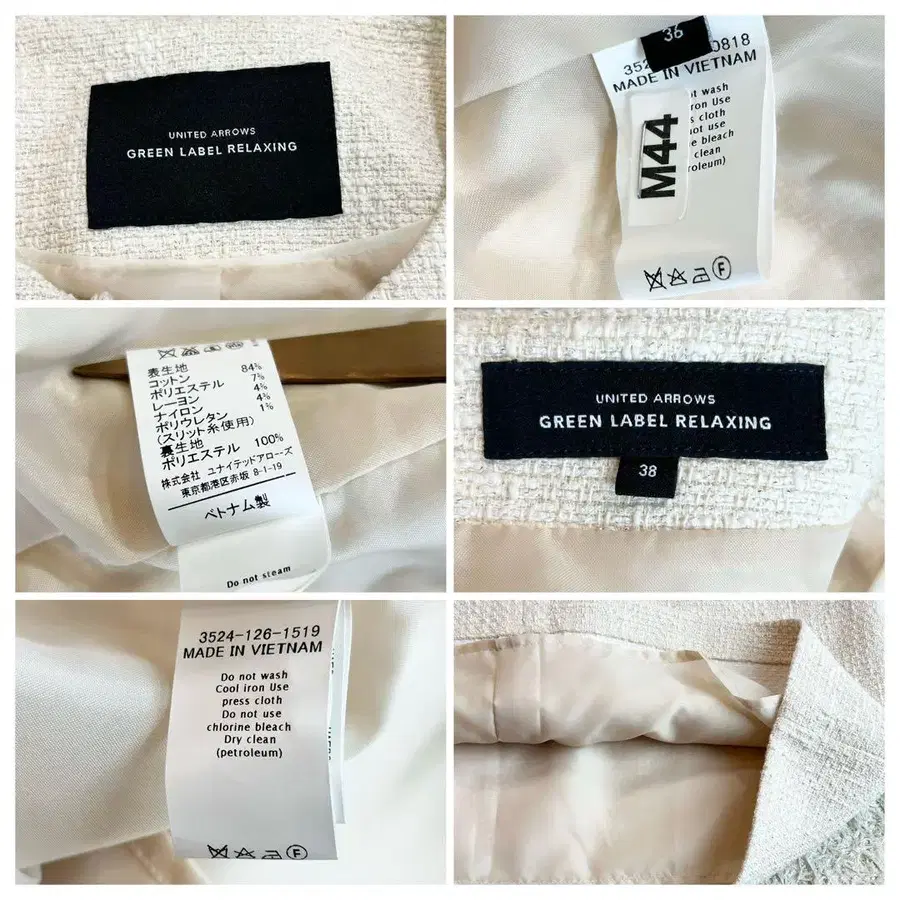 UNITED ARROWS
GREEN LABEL RELAXING
36
MADE IN VIETNAM
M44
wash
Use
cloth
use
bleach
clean
F
表生地
コットン 84%
ポリエステル 7%
レーヨン 4%
ナイロン 4%
ポリウレタン 1%
(スリット糸使用)
裏生地
ポリエステル 100%
株式会社 ユナイテッドアローズ
東京都港区赤坂 8-1-19
ベトナム製
Do not steam
UNITED ARROWS
GREEN LABEL RELAXING
38
3524-126-1519
MADE IN VIETNAM
Do not wash
Cool iron Use
press cloth
Do not use
chlorine bleach
Dry clean
(petroleum)
F